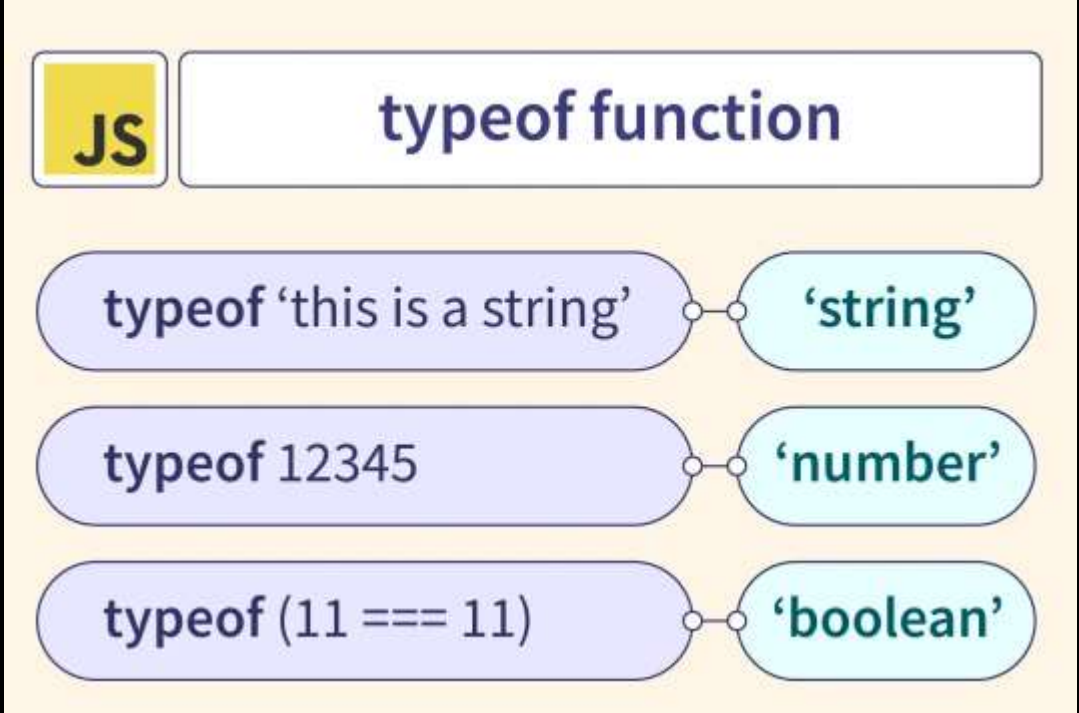 JS
typeof function
typeof ‘this is a string’
‘string’
typeof 12345
‘number’
typeof (11 === 11)
‘boolean’